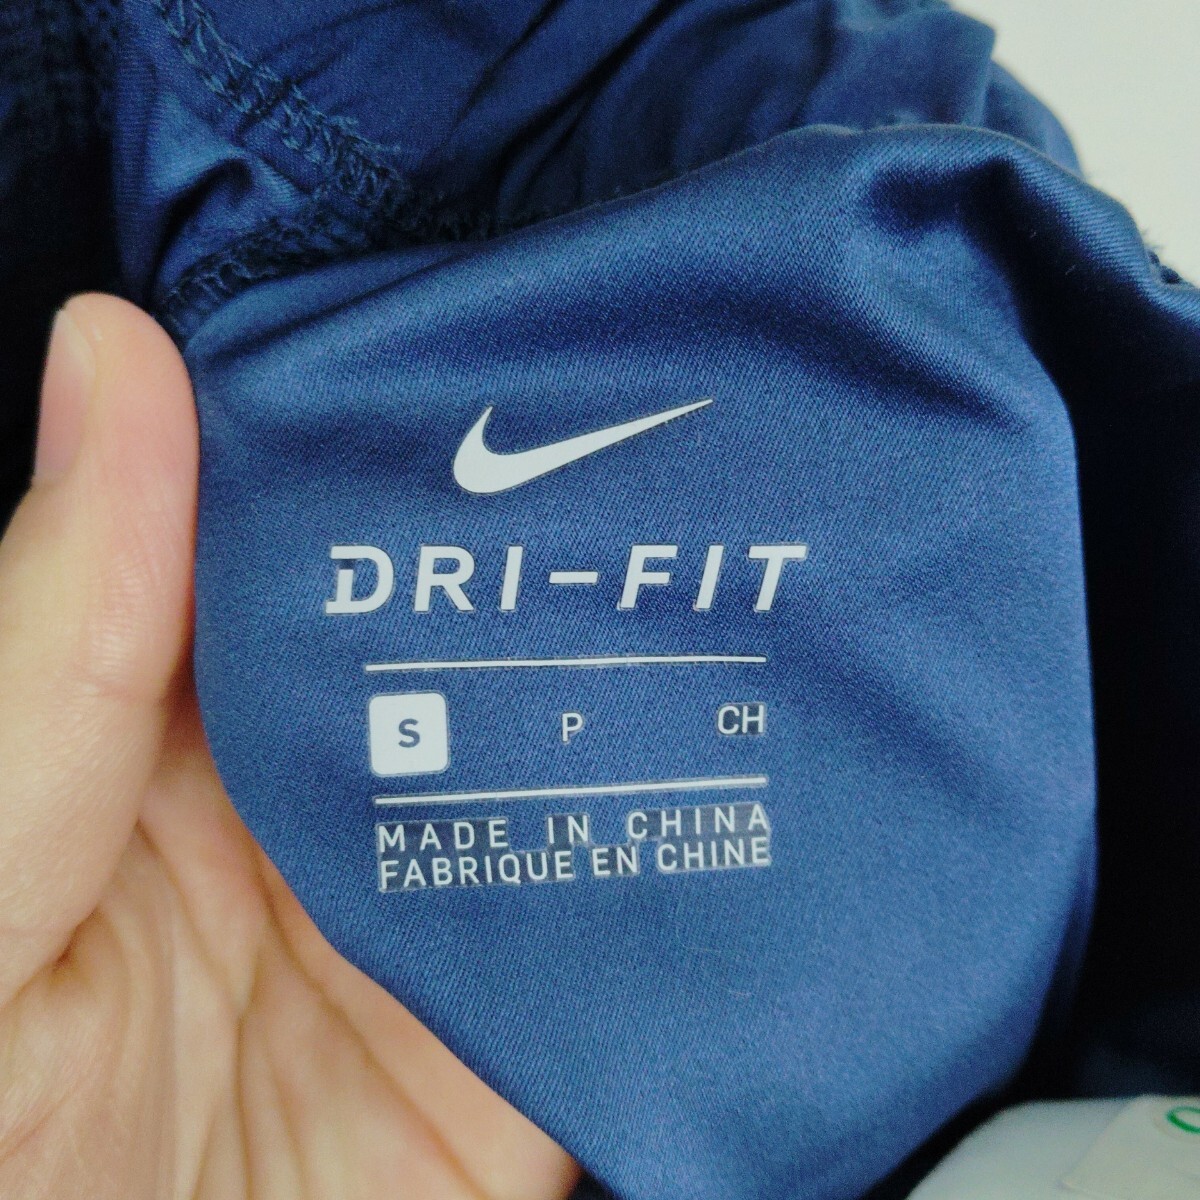 DRI-FIT
S P CH
MADE IN CHINA
FABRIQUE EN CHINE